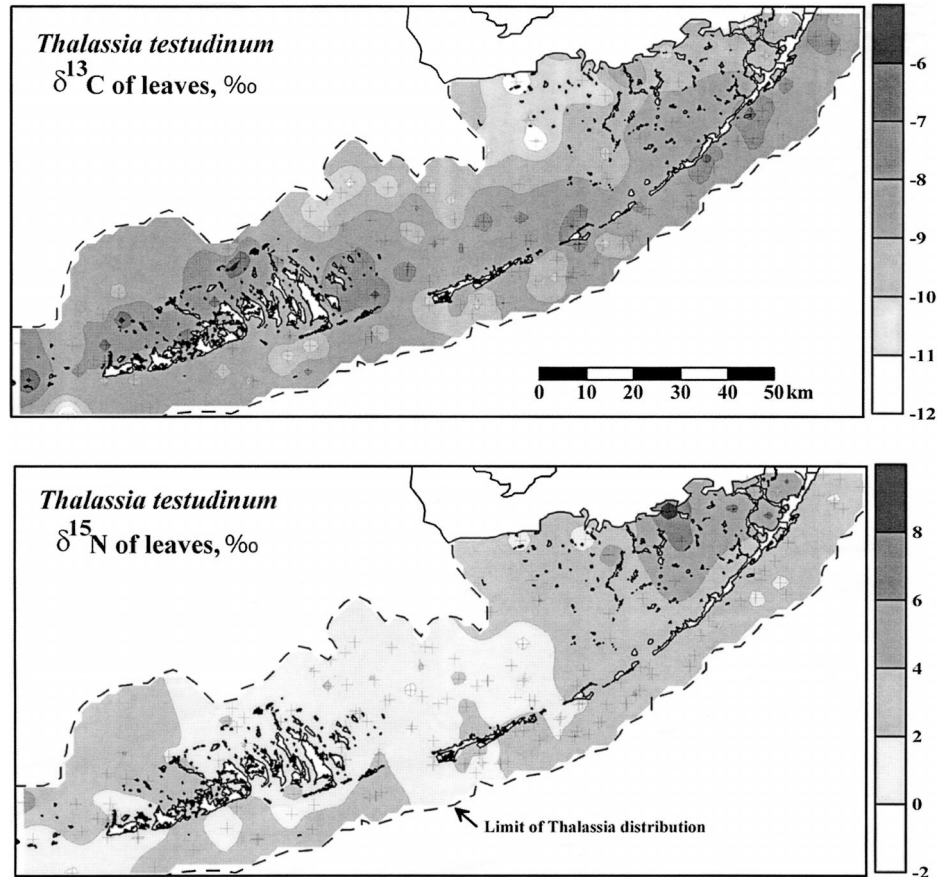 Thalassia testudinum
δ13C of leaves, ‰
-6
-7
-8
-9
-10
-11
-12
0 10 20 30 40 50 km
Thalassia testudinum
δ15N of leaves, ‰
8
6
4
2
0
-2
Limit of Thalassia distribution